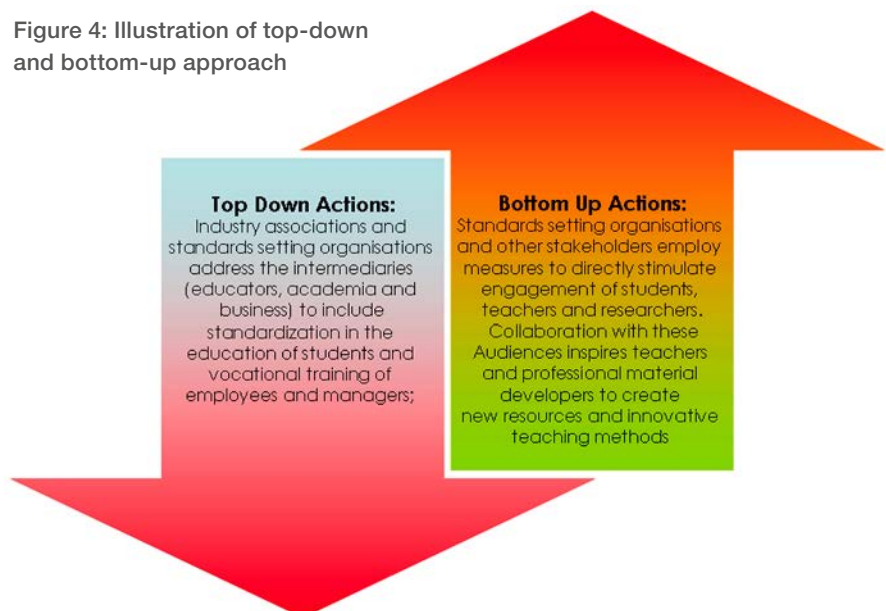 Figure 4: Illustration of top-down
and bottom-up approach
Top Down Actions:
Industry associations and
standards setting organisations
address the intermediaries
(educators, academia and
business) to include
standardization in the
education of students and
vocational training of
employees and managers;
Bottom Up Actions:
Standards setting organisations
and other stakeholders employ
measures to directly stimulate
engagement of students,
teachers and researchers.
Collaboration with these
Audiences inspires teachers
and professional material
developers to create
new resources and innovative
teaching methods